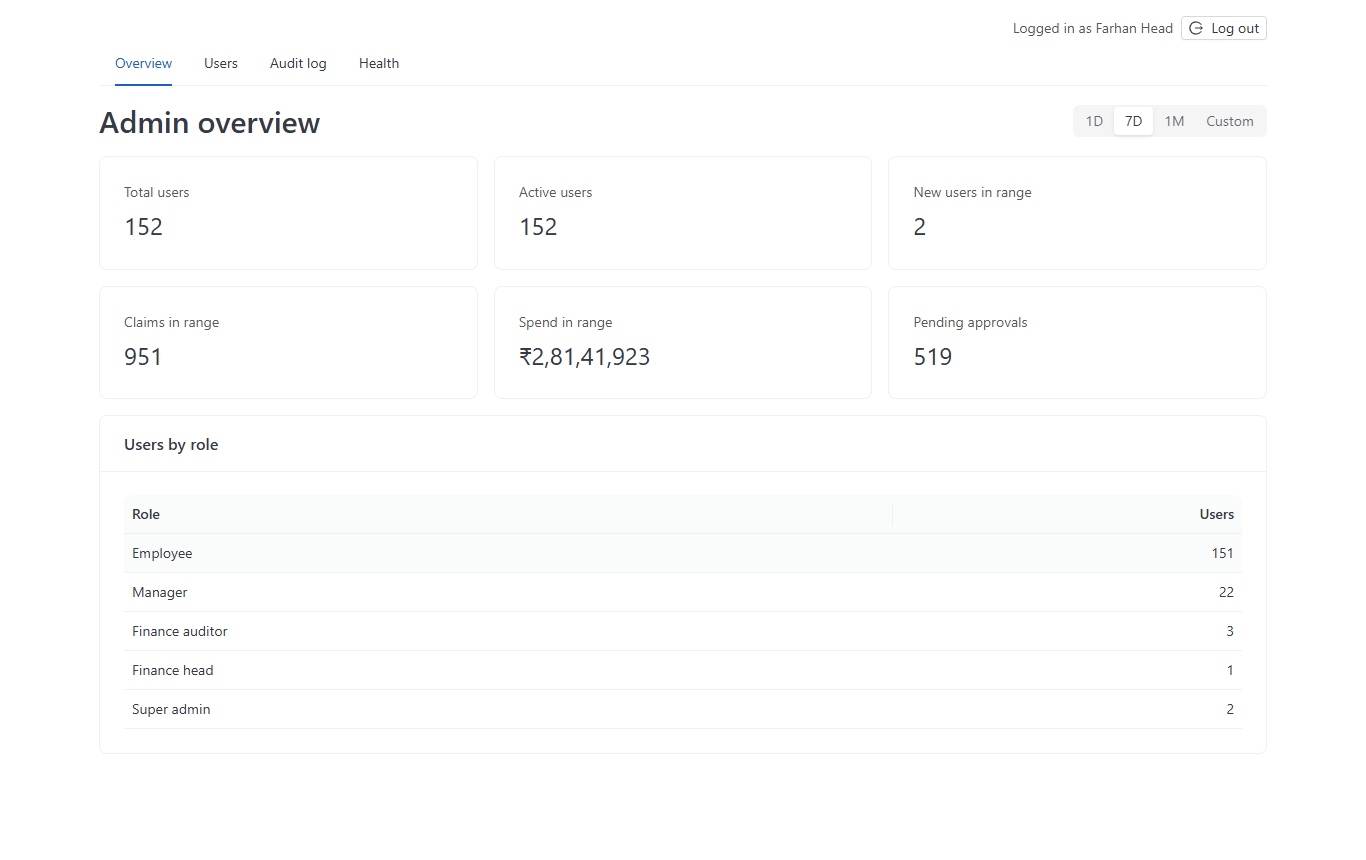 Logged in as Farhan Head Log out
Overview Users Audit log Health
Admin overview 1D 7D 1M Custom
Total users Active users New users in range
152 152 2
Claims in range Spend in range Pending approvals
951 ₹2,81,41,923 519
Users by role
Role Users
Employee 151
Manager 22
Finance auditor 3
Finance head 1
Super admin 2